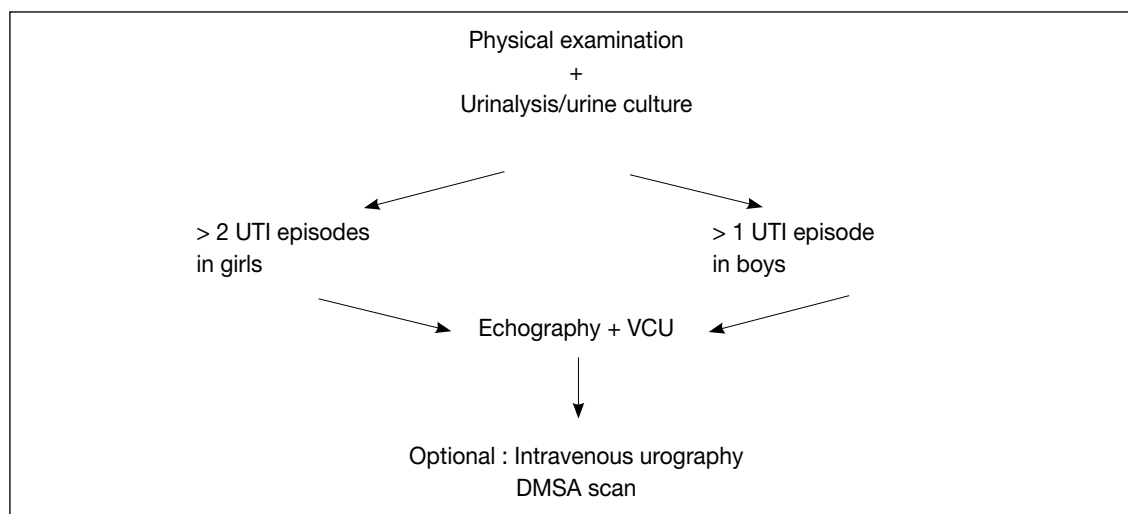 Physical examination
+
Urinalysis/urine culture
> 2 UTI episodes
in girls
> 1 UTI episode
in boys
Echography + VCU
Optional : Intravenous urography
DMSA scan